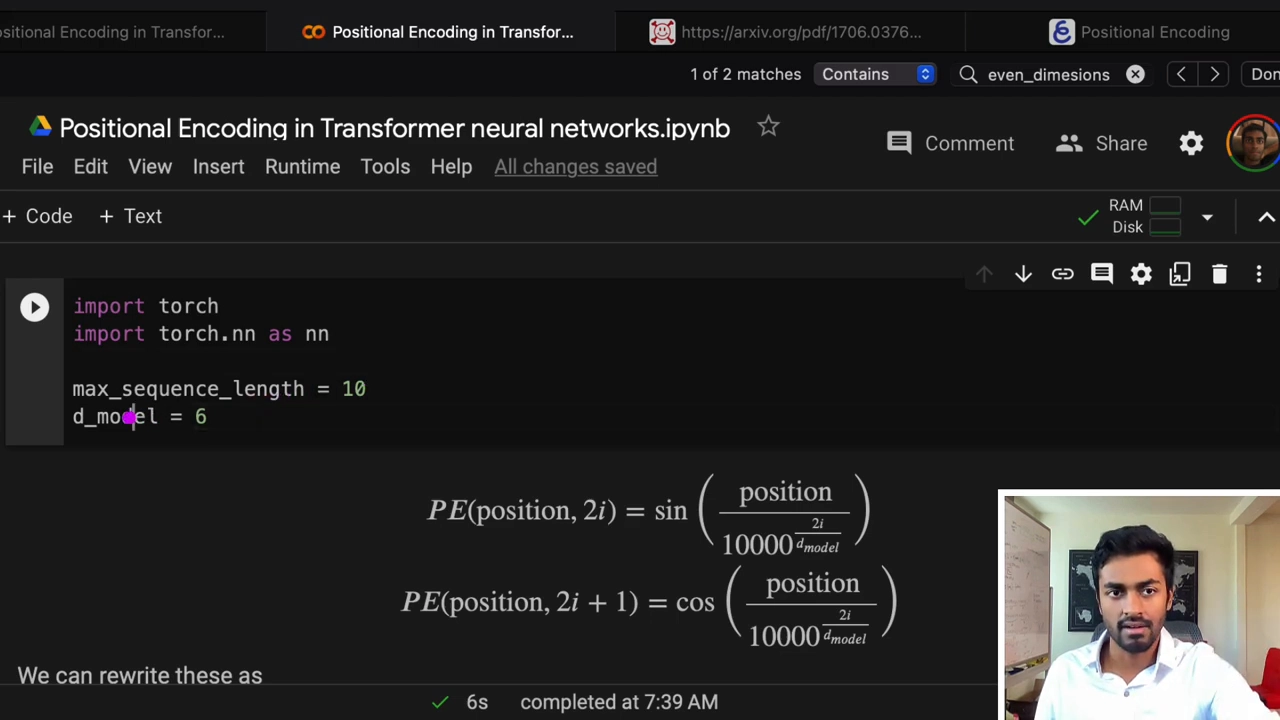 ositional Encoding in Transfor...
Positional Encoding in Transfor...
https://arxiv.org/pdf/1706.0376...
Positional Encoding
1 of 2 matches
Contains
even_dimesions
Don
Positional Encoding in Transformer neural networks.ipynb
Comment
Share
File Edit View Insert Runtime Tools Help All changes saved
+ Code + Text
RAM
Disk
import torch
import torch.nn as nn
max_sequence_length = 10
d_model = 6
PE(position, 2i) = sin (position / 10000^(2i / d_model))
PE(position, 2i + 1) = cos (position / 10000^(2i / d_model))
We can rewrite these as
6s completed at 7:39 AM